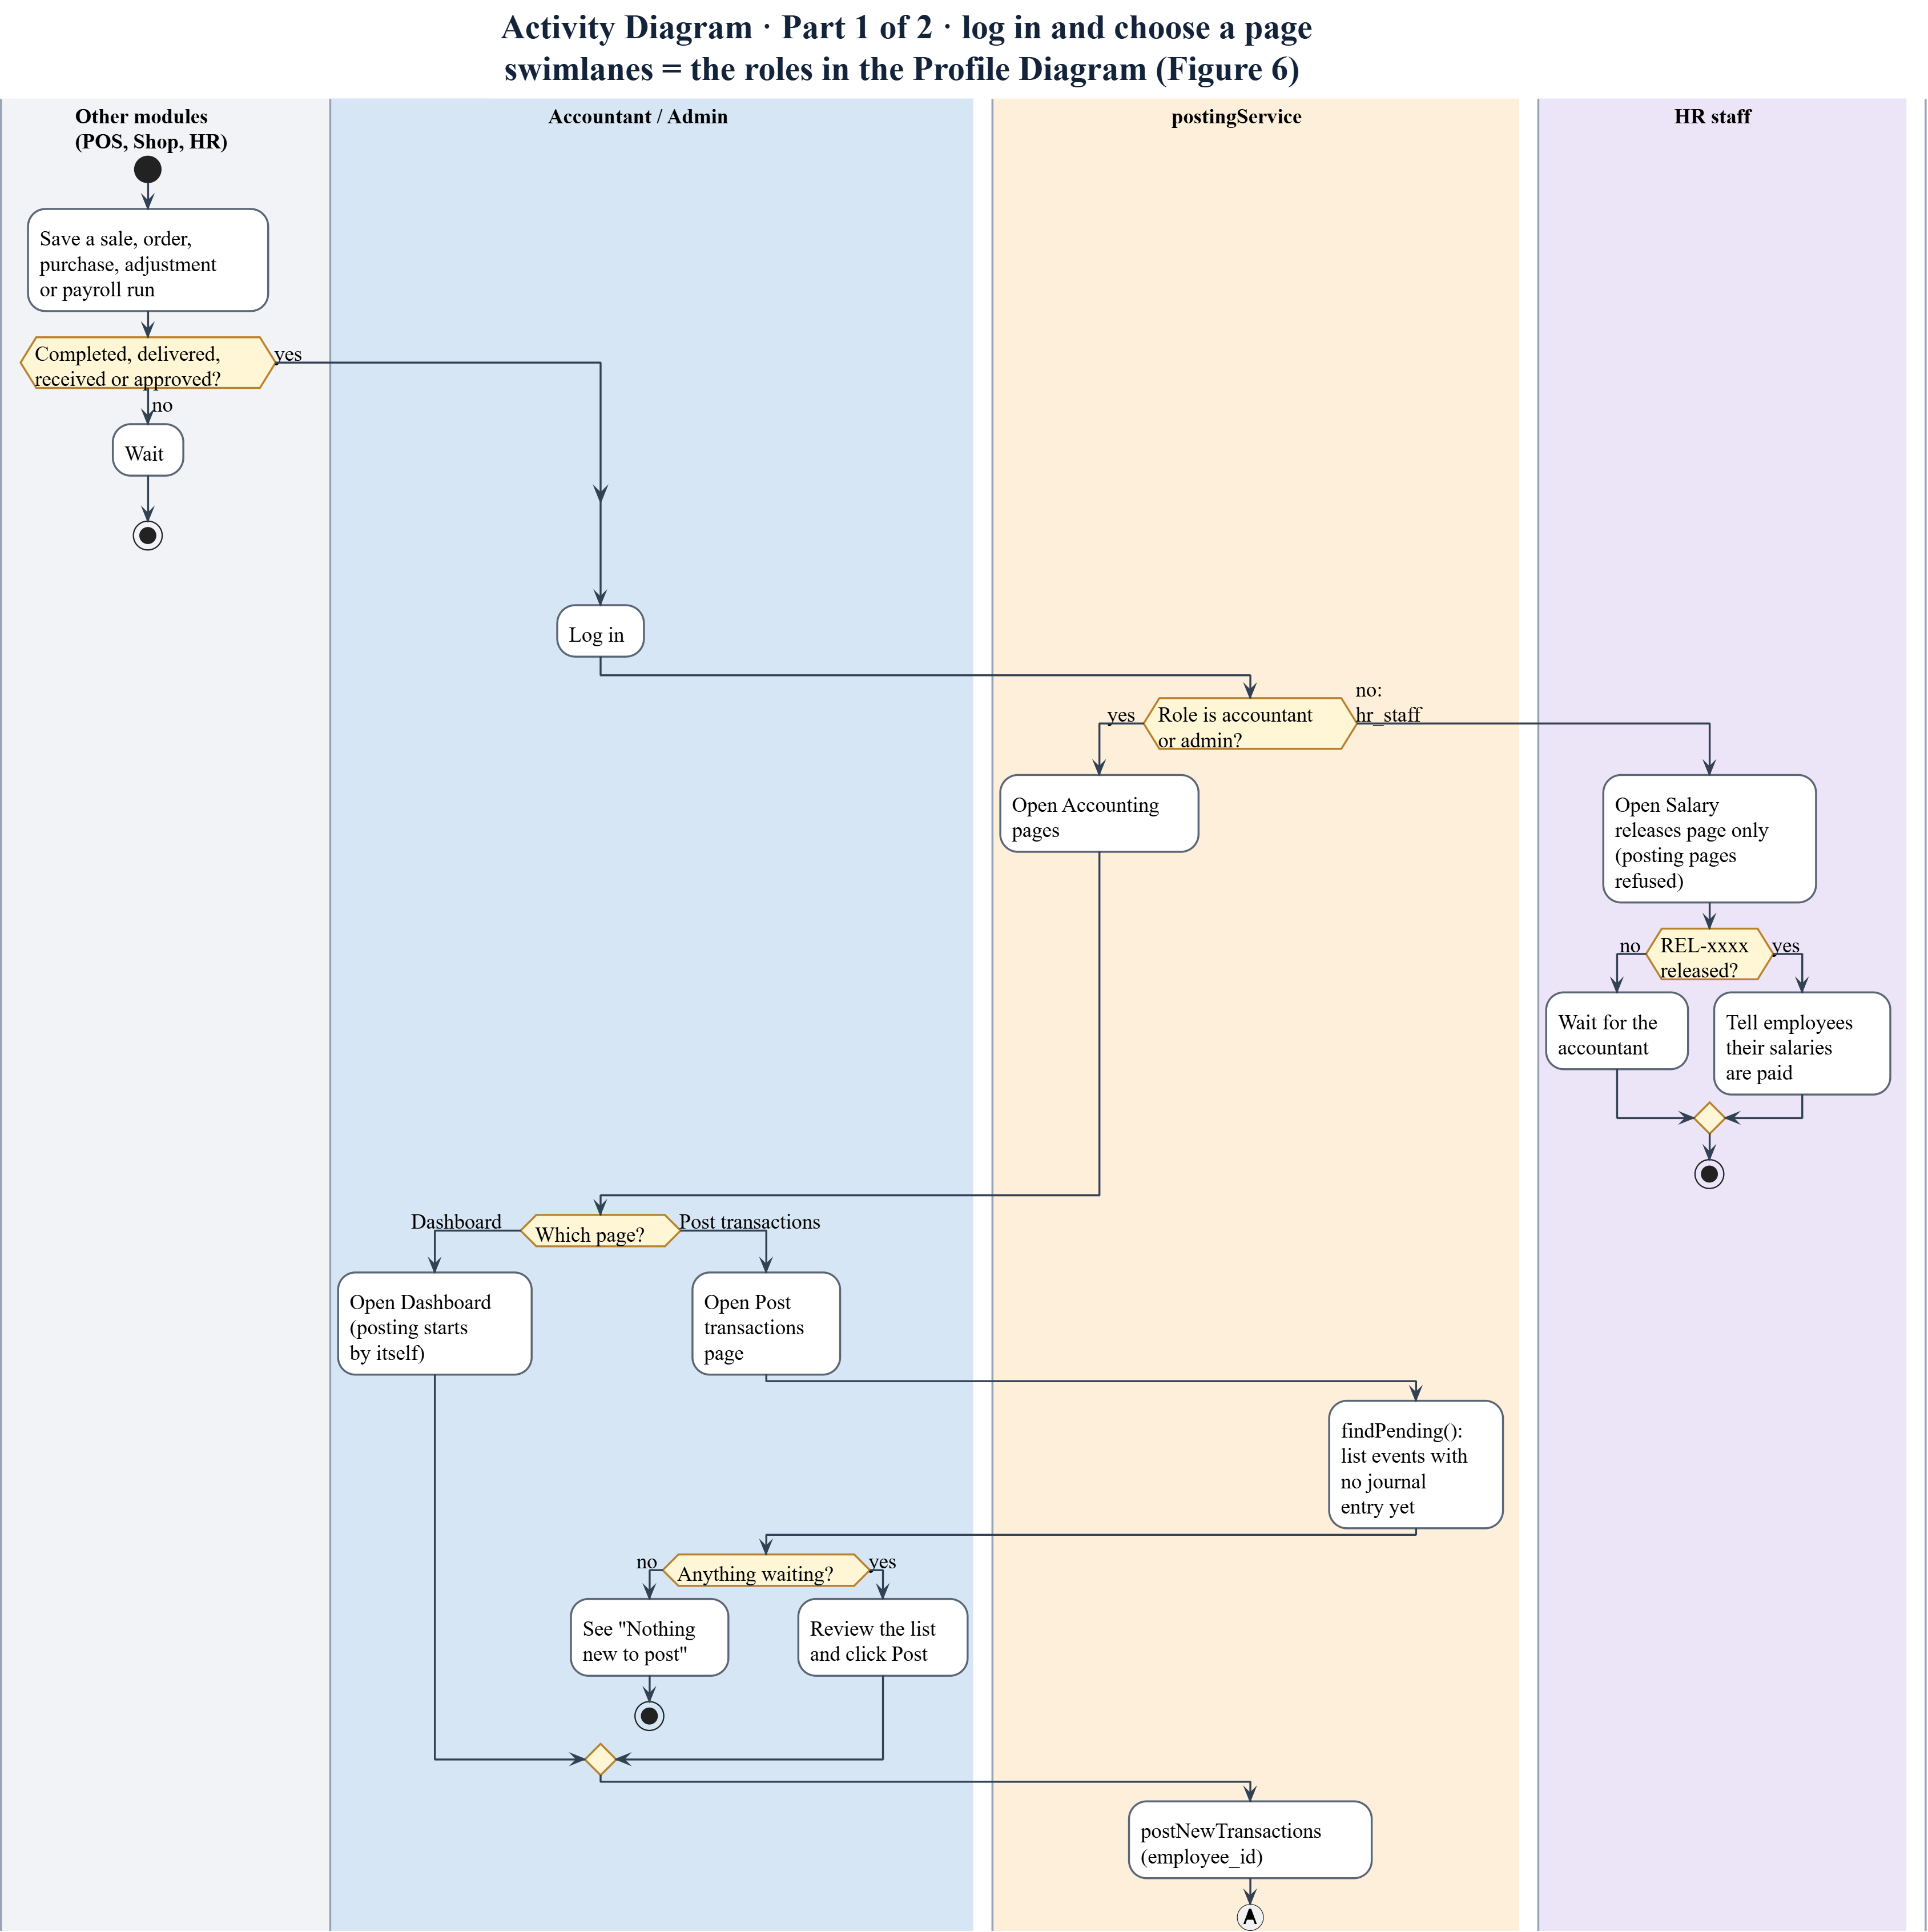 Activity Diagram · Part 1 of 2 · log in and choose a page
swimlanes = the roles in the Profile Diagram (Figure 6)
Other modules
(POS, Shop, HR)
Accountant / Admin
postingService
HR staff
Save a sale, order,
purchase, adjustment
or payroll run
Completed, delivered,
received or approved?
yes
no
Wait
Log in
Role is accountant
or admin?
yes
no:
hr_staff
Open Accounting
pages
Open Salary
releases page only
(posting pages
refused)
REL-xxxx
released?
no
yes
Wait for the
accountant
Tell employees
their salaries
are paid
Which page?
Dashboard
Post transactions
Open Dashboard
(posting starts
by itself)
Open Post
transactions
page
findPending():
list events with
no journal
entry yet
Anything waiting?
no
yes
See "Nothing
new to post"
Review the list
and click Post
postNewTransactions
(employee_id)
A